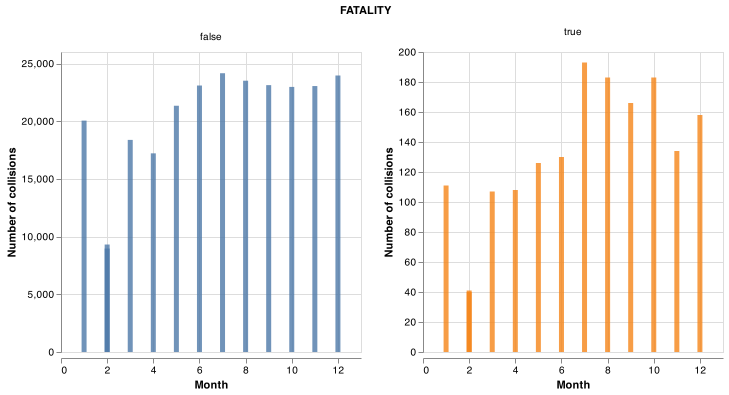 FATALITY
false
true
Number of collisions
25,000
20,000
15,000
10,000
5,000
0
0 2 4 6 8 10 12
Month
Number of collisions
200
180
160
140
120
100
80
60
40
20
0
0 2 4 6 8 10 12
Month